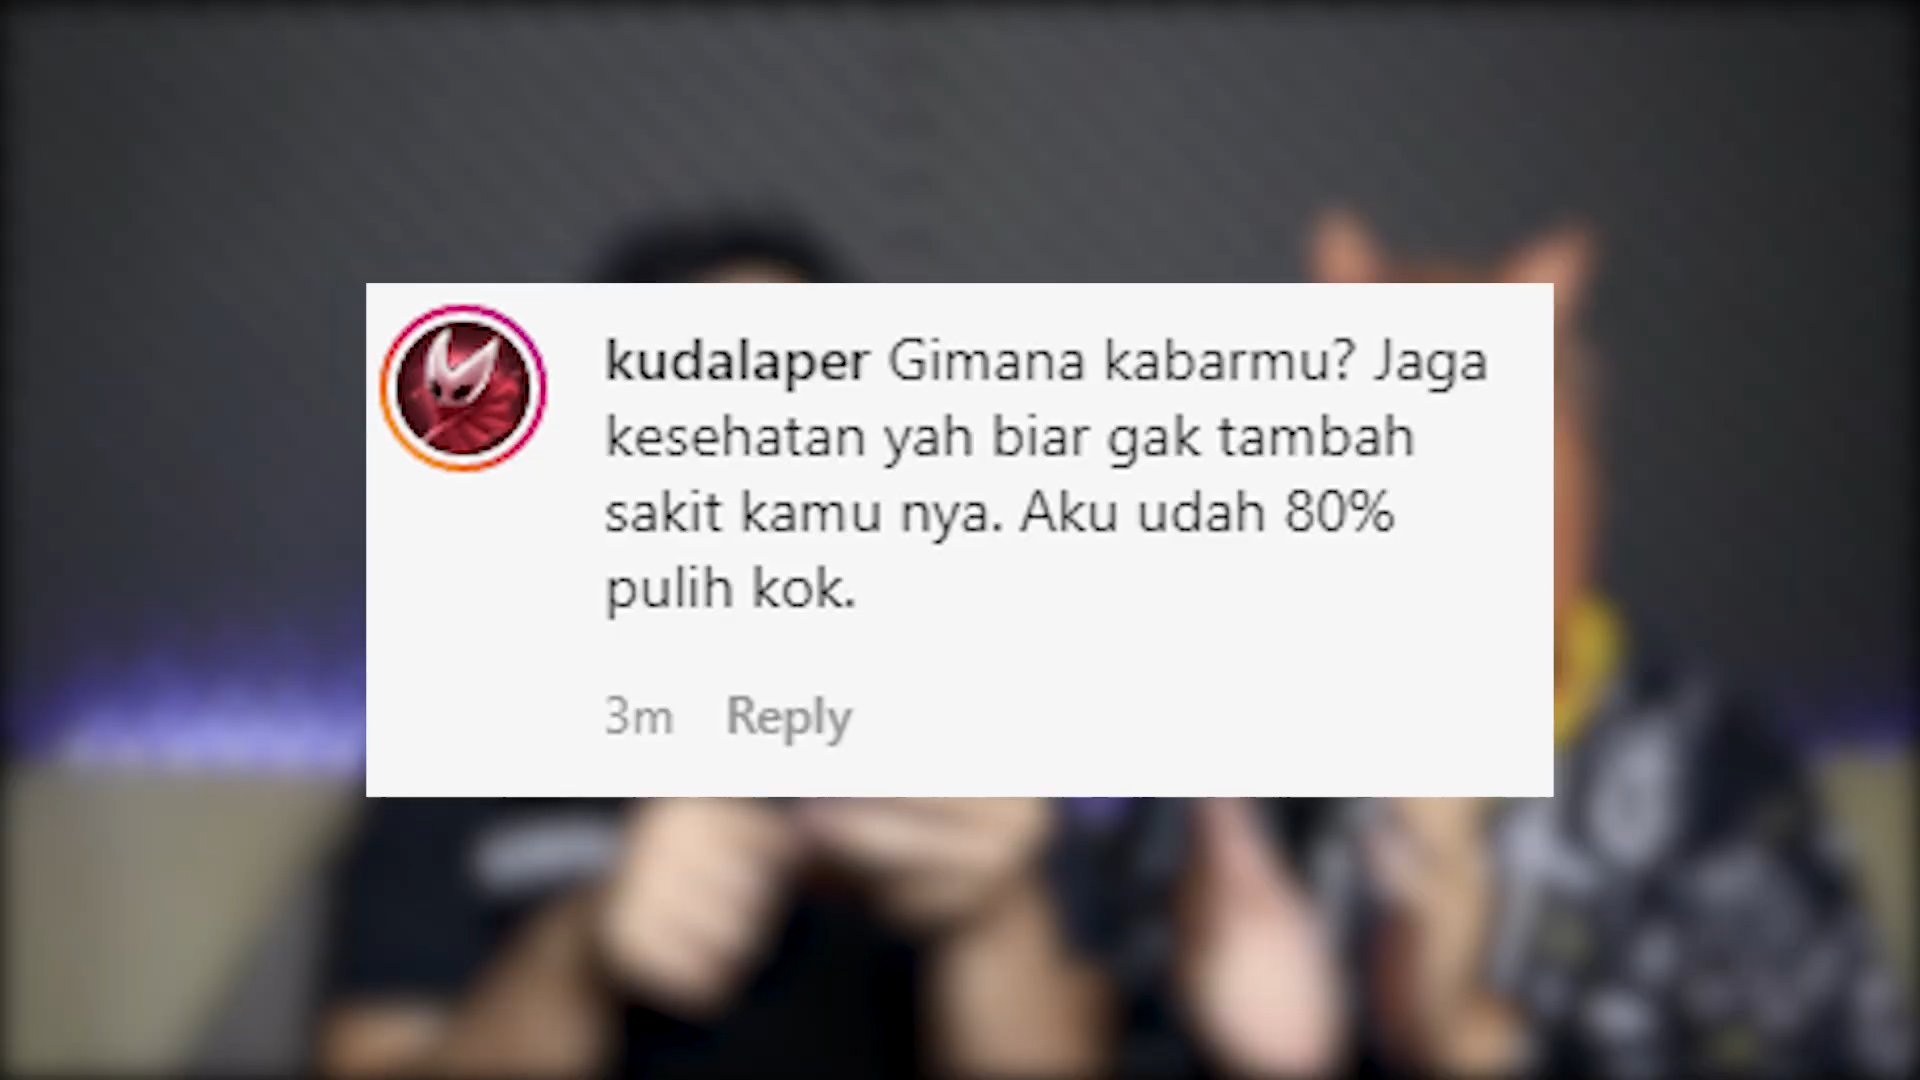 kudalaper Gimana kabarmu? Jaga
kesehatan yah biar gak tambah
sakit kamu nya. Aku udah 80%
pulih kok.
3m Reply